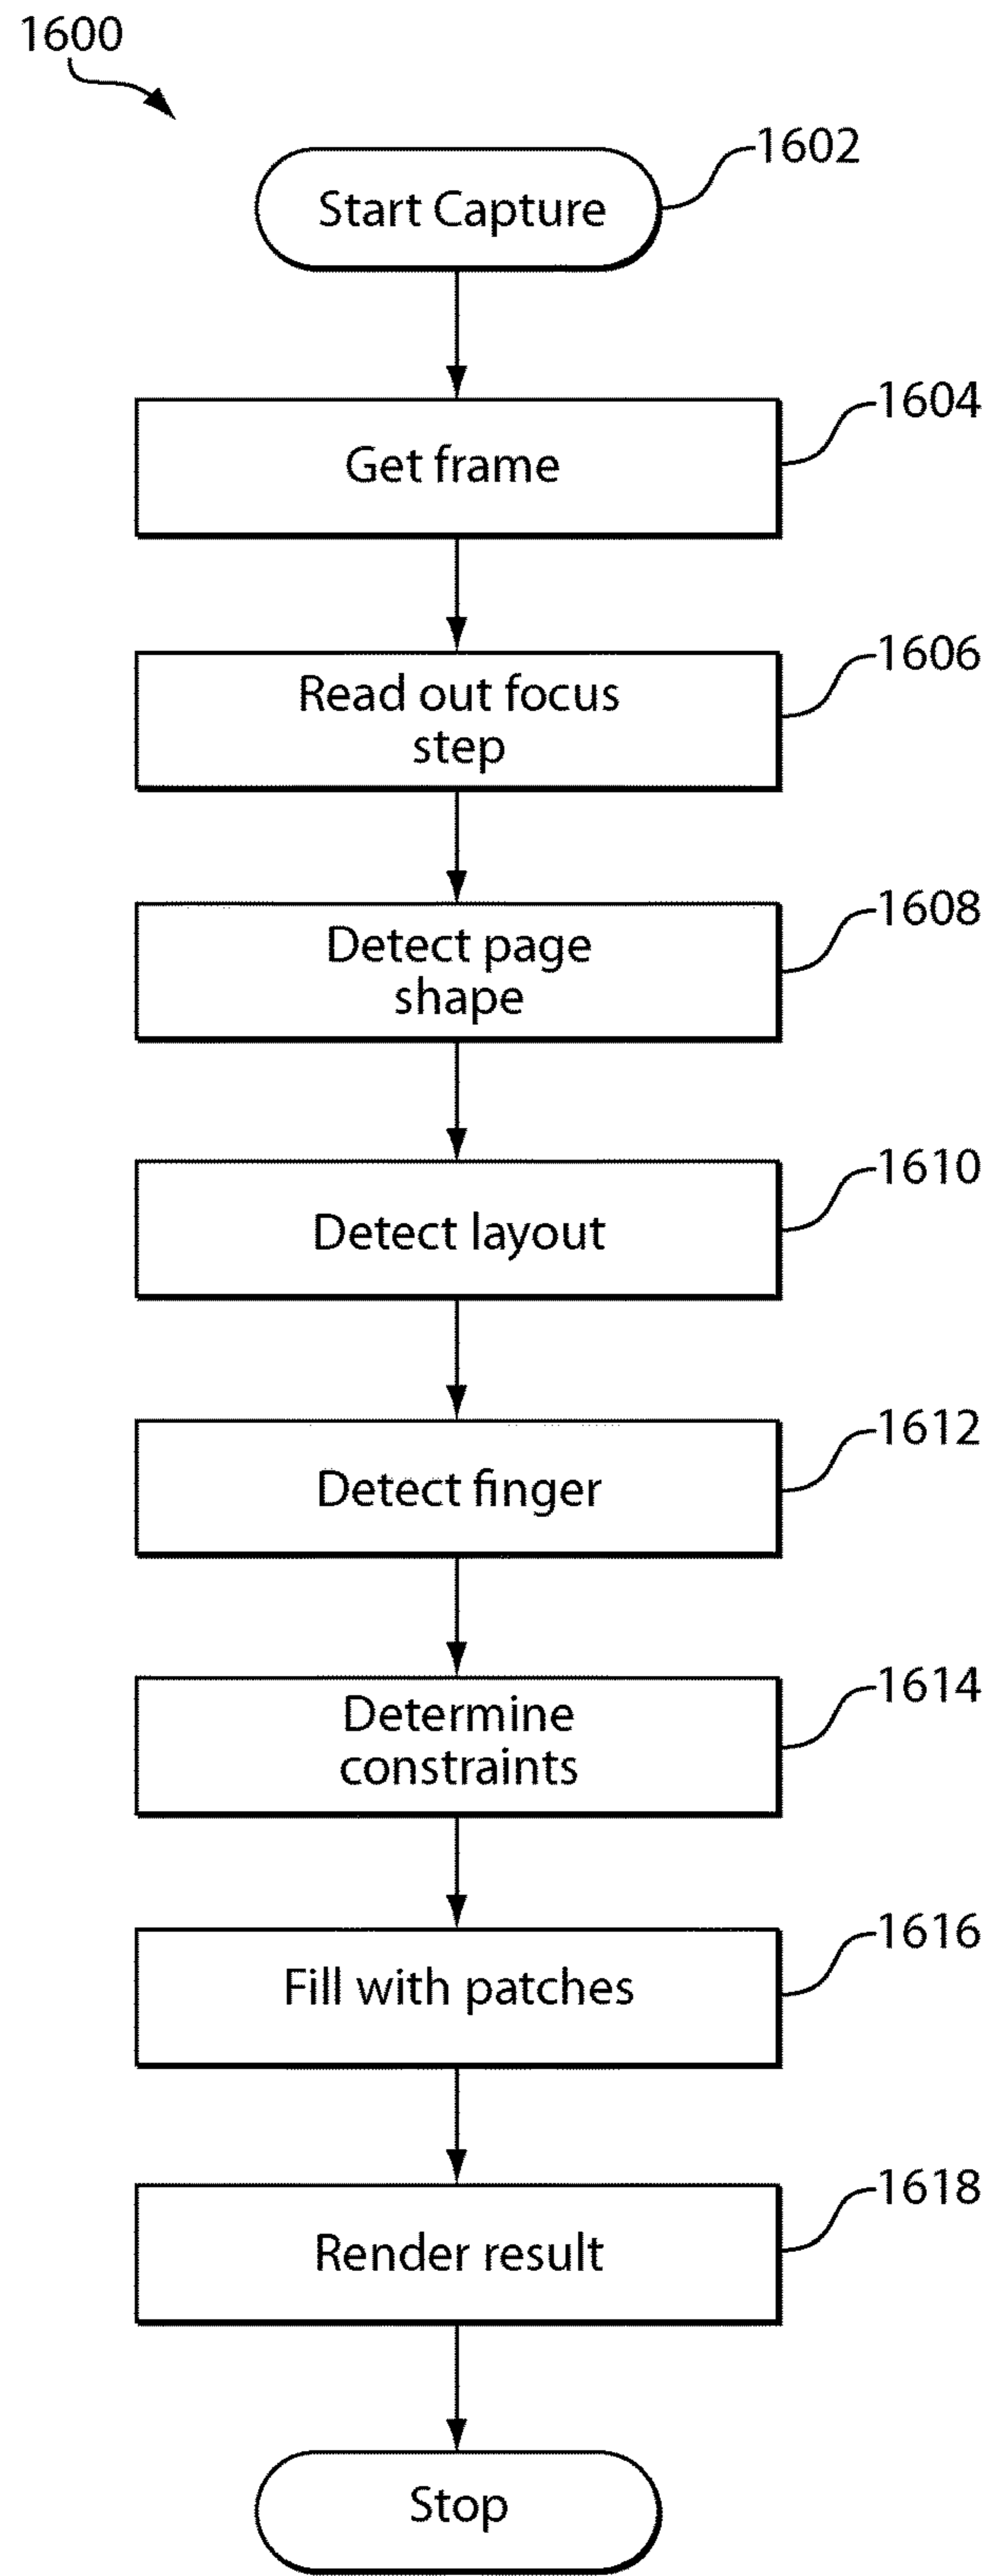 1600
Start Capture
1602
Get frame
1604
Read out focus
step
1606
Detect page
shape
1608
Detect layout
1610
Detect finger
1612
Determine
constraints
1614
Fill with patches
1616
Render result
1618
Stop